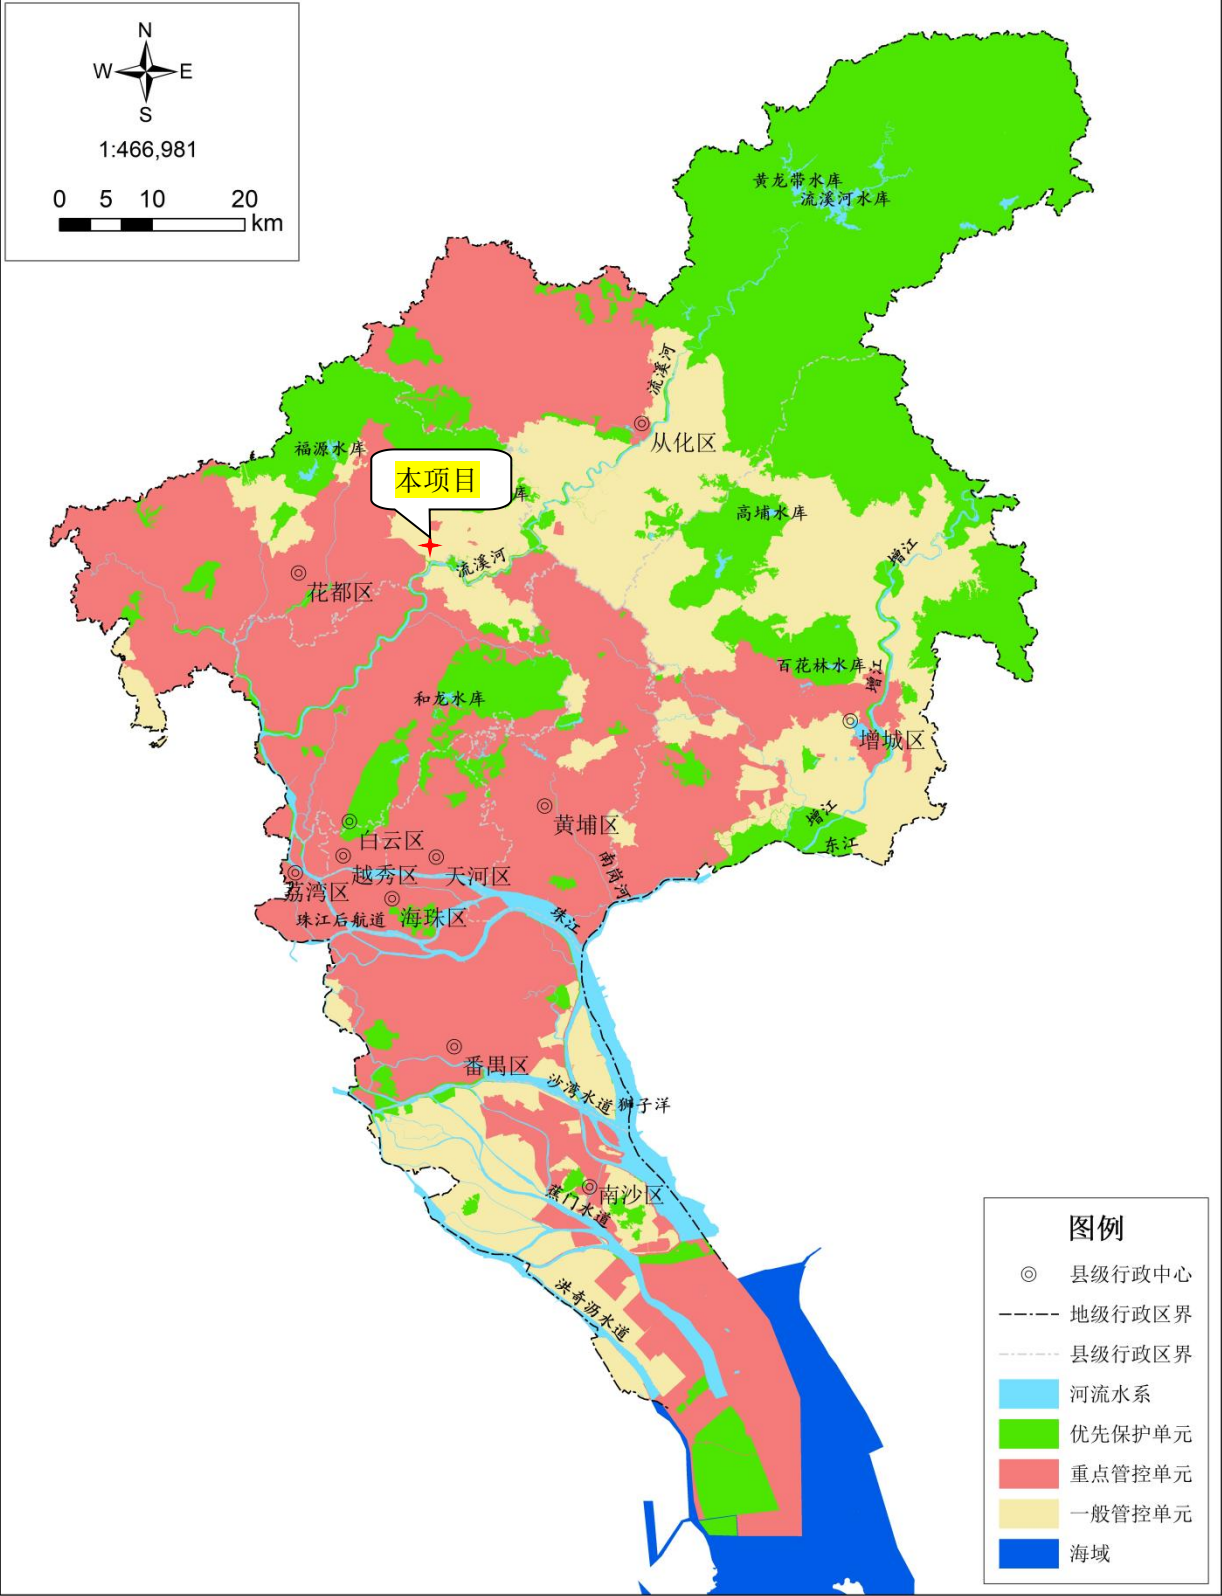 N
W
E
S
1:466,981
0 5 10 20
km
黄龙带水库
流溪河水库
流溪河
从化区
福源水库
本项目
库
高埔水库
增江
流溪河
花都区
百花林水库
增江
和龙水库
增城区
增江
东江
黄埔区
白云区
越秀区
天河区
荔湾区
南岗河
海珠区
珠江后航道
珠江
番禺区
沙湾水道
狮子洋
南沙区
蕉门水道
洪奇沥水道
图例
县级行政中心
地级行政区界
县级行政区界
河流水系
优先保护单元
重点管控单元
一般管控单元
海域